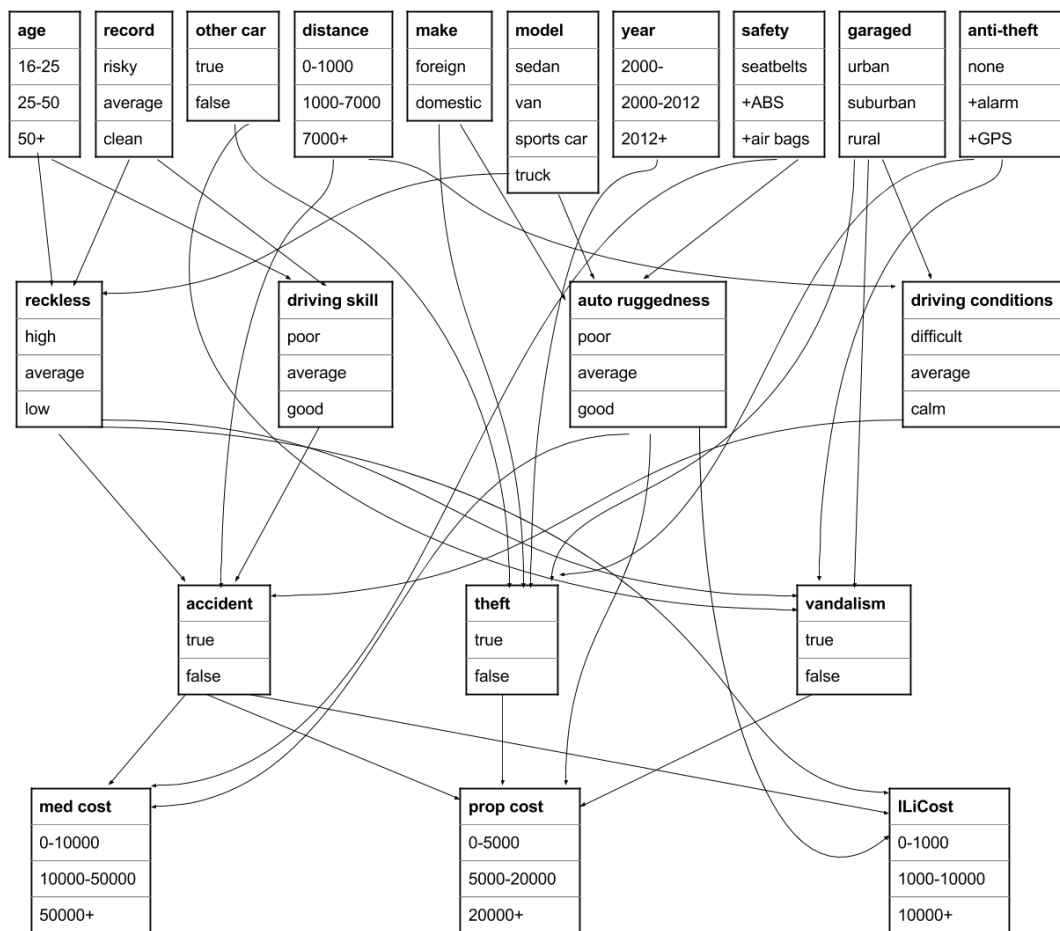 age
16-25
25-50
50+
record
risky
average
clean
other car
true
false
distance
0-1000
1000-7000
7000+
make
foreign
domestic
model
sedan
van
sports car
truck
year
2000-
2000-2012
2012+
safety
seatbelts
+ABS
+air bags
garaged
urban
suburban
rural
anti-theft
none
+alarm
+GPS
reckless
high
average
low
driving skill
poor
average
good
auto ruggedness
poor
average
good
driving conditions
difficult
average
calm
accident
true
false
theft
true
false
vandalism
true
false
med cost
0-10000
10000-50000
50000+
prop cost
0-5000
5000-20000
20000+
ILiCost
0-1000
1000-10000
10000+